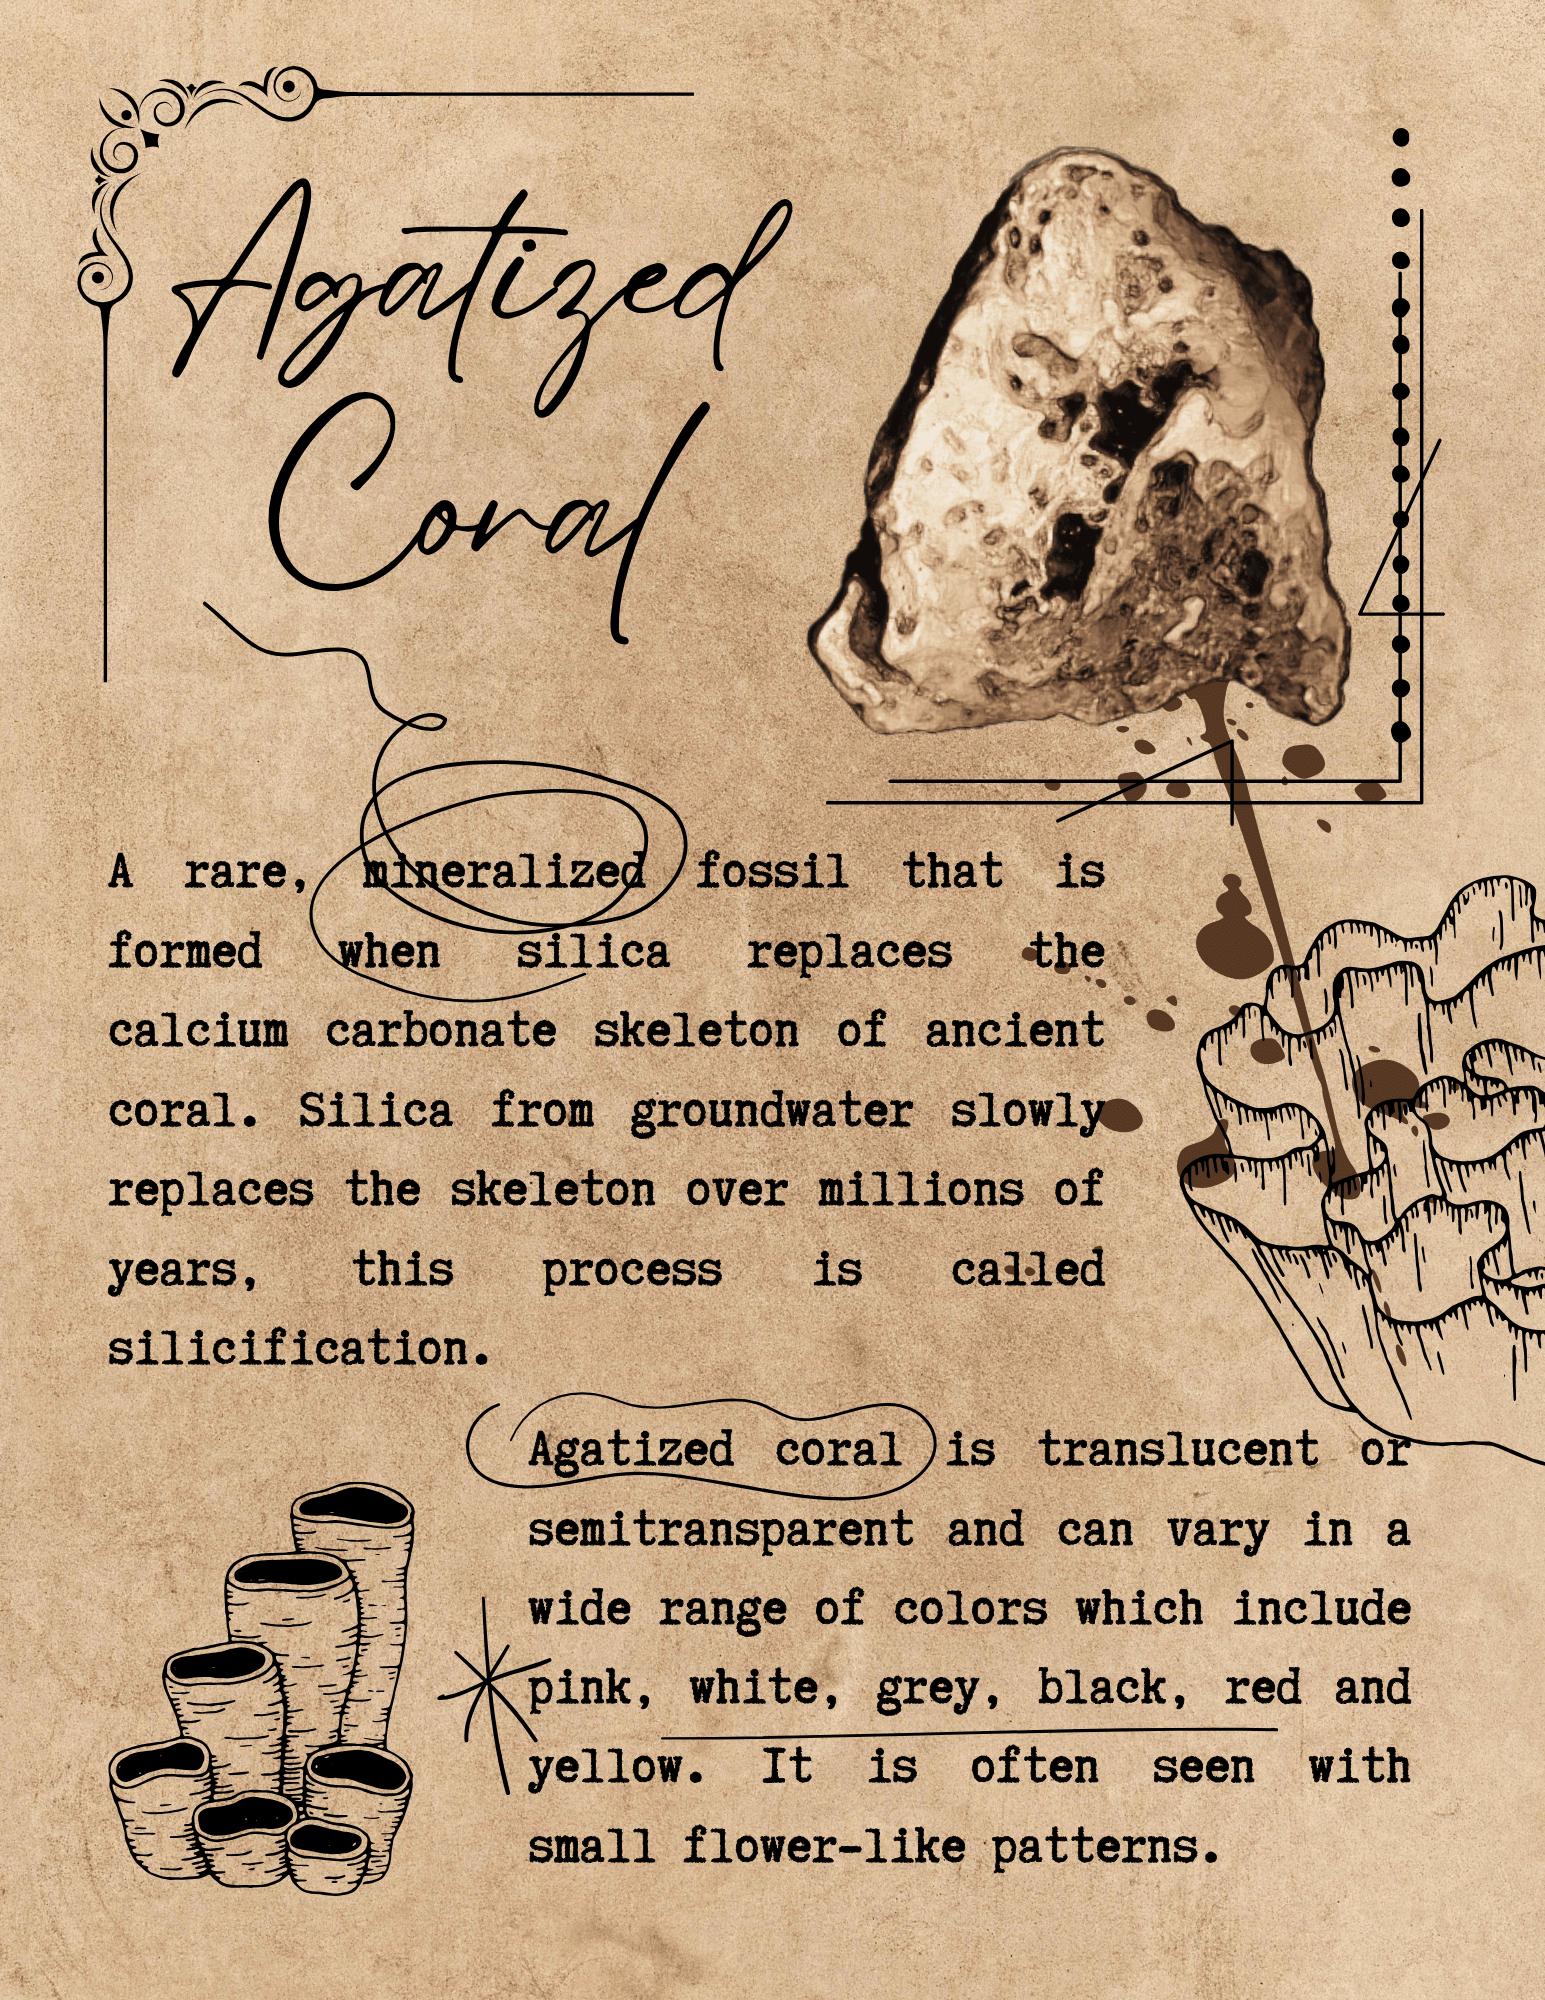 Agatized
Coral
A rare, mineralized fossil that is
formed when silica replaces the
calcium carbonate skeleton of ancient
coral. Silica from groundwater slowly
replaces the skeleton over millions of
years, this process is called
silicification.
Agatized coral is translucent or
semitransparent and can vary in a
wide range of colors which include
pink, white, grey, black, red and
yellow. It is often seen with
small flower-like patterns.